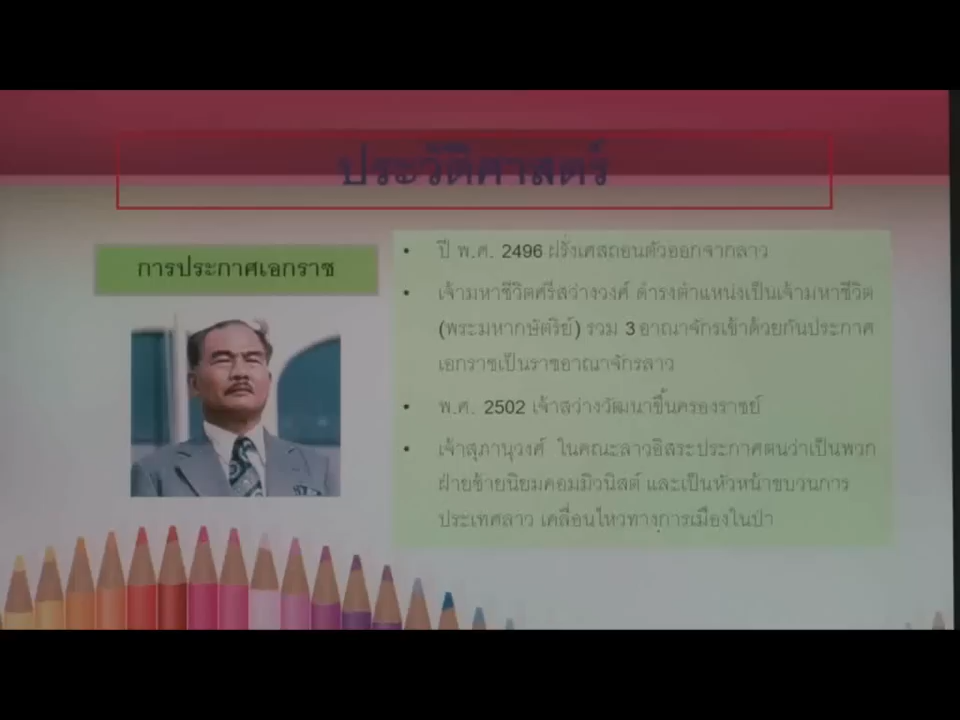 ประวัติศาสตร์
การประกาศเอกราช
• ปี พ.ศ. 2496 ฝรั่งเศสถอนตัวออกจากลาว
• เจ้ามหาชีวิตศรีสว่างวงศ์ ดำรงตำแหน่งเป็นเจ้ามหาชีวิต
(พระมหากษัตริย์) รวม 3 อาณาจักรเข้าด้วยกันประกาศ
เอกราชเป็นราชอาณาจักรลาว
• พ.ศ. 2502 เจ้าสว่างวัฒนาขึ้นครองราชย์
• เจ้าสุภานุวงศ์ ในคณะลาวอิสระประกาศตนว่าเป็นพวก
ฝ่ายซ้ายนิยมคอมมิวนิสต์ และเป็นหัวหน้าขบวนการ
ประเทศลาว เคลื่อนไหวทางการเมืองในป่า